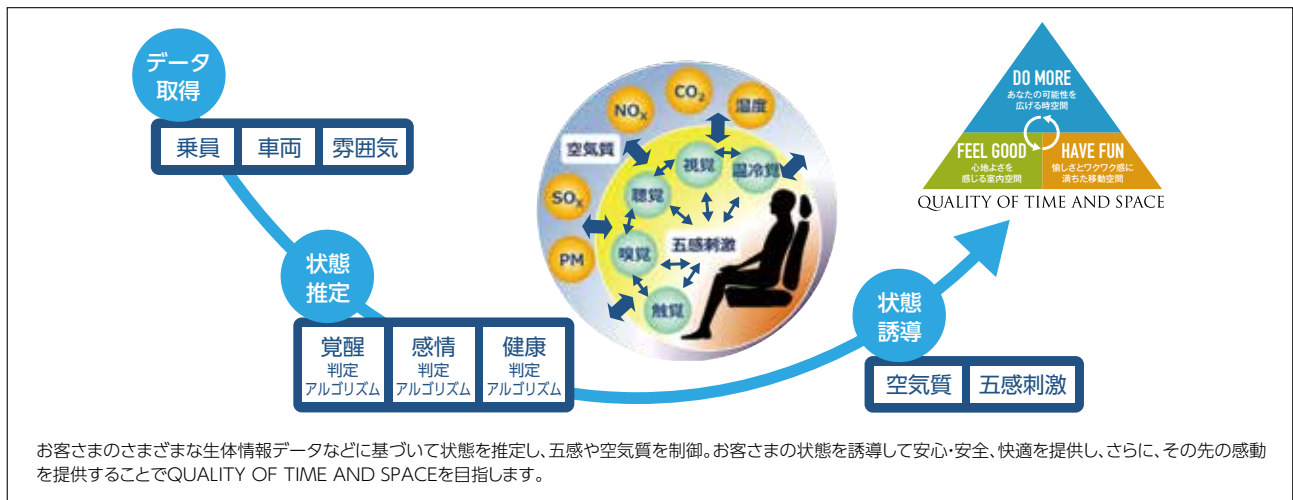 データ
取得
乗員
車両
雰囲気
状態
推定
覚醒
判定
アルゴリズム
感情
判定
アルゴリズム
健康
判定
アルゴリズム
NOX
CO2
湿度
空気質
SOX
PM
視覚
温冷覚
聴覚
嗅覚
触覚
五感刺激
状態
誘導
空気質
五感刺激
DO MORE
あなたの可能性を
広げる時空間
FEEL GOOD
心地よさを
感じる室内空間
HAVE FUN
愉しさとワクワク感に
満ちた移動空間
QUALITY OF TIME AND SPACE
お客さまのさまざまな生体情報データなどに基づいて状態を推定し、五感や空気質を制御。お客さまの状態を誘導して安心・安全、快適を提供し、さらに、その先の感動
を提供することでQUALITY OF TIME AND SPACEを目指します。